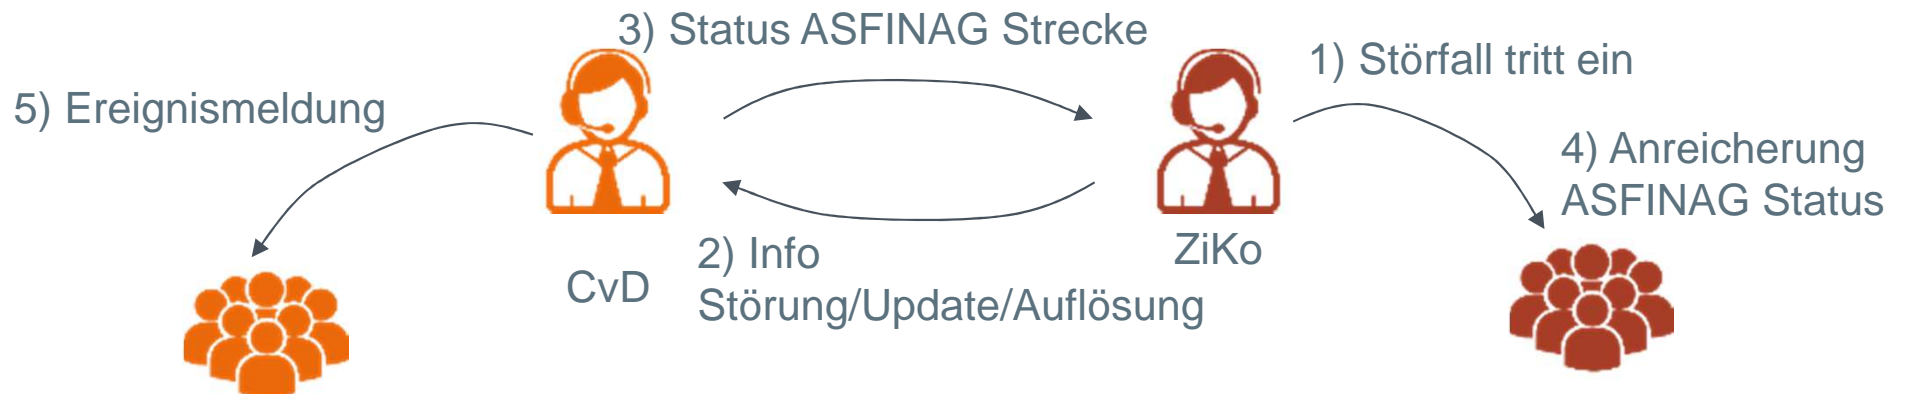 3) Status ASFINAG Strecke
1) Störfall tritt ein
5) Ereignismeldung
4) Anreicherung
ASFINAG Status
ZiKo
2) Info
CvD
Störung/Update/Auflösung